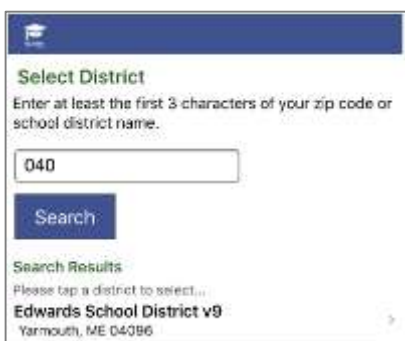 Select District
Enter at least the first 3 characters of your zip code or
school district name.
040
Search
Search Results
Please tap a district to select...
Edwards School District v9
Yarmouth, ME 04096